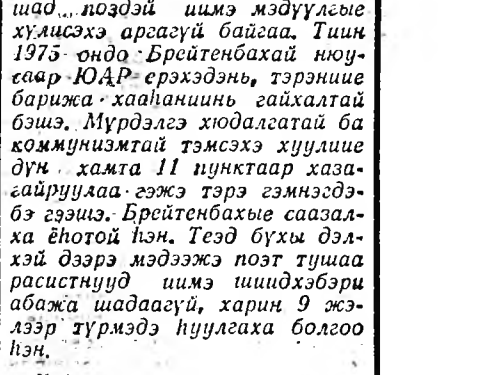 шад... поздэй иимэ мэдүүлгые
хүлисэхэ аргагүй байгаа. Тиин
1975 ондо Брейтенбахай нюу-
саар ЮАР ерэхэдэнь, тэрэниие
барижа хааһаниинь гайхалтай
бэшэ. Мүрдэлгэ хюдалгатай ба
коммунизмтай тэмсэхэ хуулиие
дүн хамта 11 пунктаар хаза-
гайруулаа гэжэ тэрэ гэмнэгдэ-
бэ гээшэ. Брейтенбахые саазал-
ха ёһотой һэн. Теэд бүхы дэл-
хэй дээрэ мэдээжэ поэт тушаа
расистнууд иимэ шиидхэбэри
абажа шадаагүй, харин 9 жэ-
лээр түрмэдэ һуулгаха болгоо
һэн.